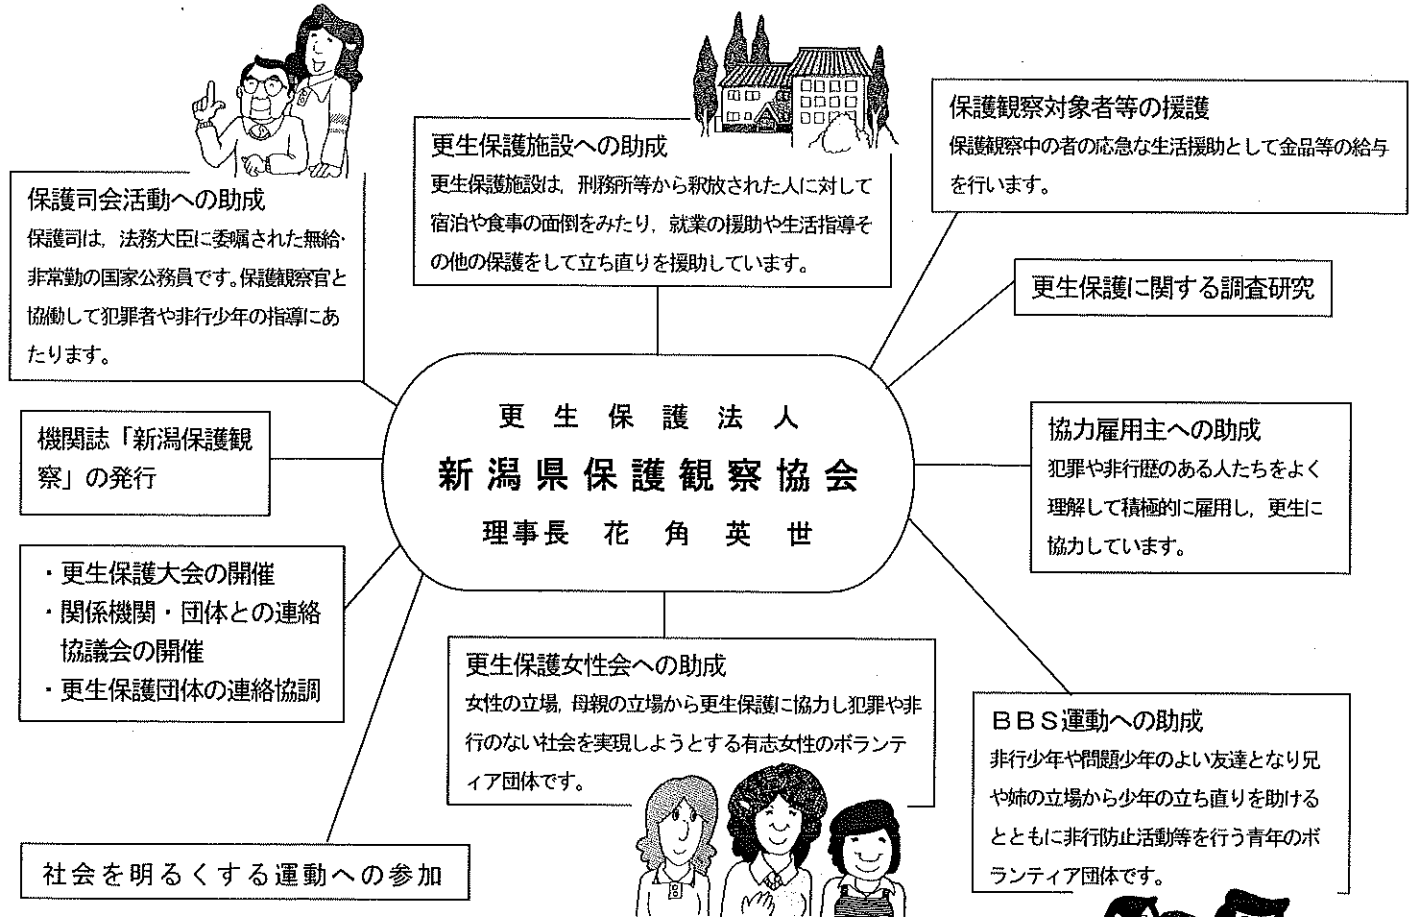 保護司会活動への助成
保護司は，法務大臣に委嘱された無給・
非常勤の国家公務員です。保護観察官と
協働して犯罪者や非行少年の指導にあ
たります。
更生保護施設への助成
更生保護施設は，刑務所等から釈放された人に対して
宿泊や食事の面倒をみたり，就業の援助や生活指導そ
の他の保護をして立ち直りを援助しています。
保護観察対象者等の援護
保護観察中の者の応急な生活援助として金品等の給与
を行います。
更生保護に関する調査研究
機関誌「新潟保護観
察」の発行
更生保護法人
新潟県保護観察協会
理事長 花角英世
協力雇用主への助成
犯罪や非行歴のある人たちをよく
理解して積極的に雇用し，更生に
協力しています。
・更生保護大会の開催
・関係機関・団体との連絡
協議会の開催
・更生保護団体の連絡協調
更生保護女性会への助成
女性の立場，母親の立場から更生保護に協力し犯罪や非
行のない社会を実現しようとする有志女性のボランテ
ィア団体です。
ＢＢＳ運動への助成
非行少年や問題少年のよい友達となり兄
や姉の立場から少年の立ち直りを助ける
とともに非行防止活動等を行う青年のボ
ランティア団体です。
社会を明るくする運動への参加